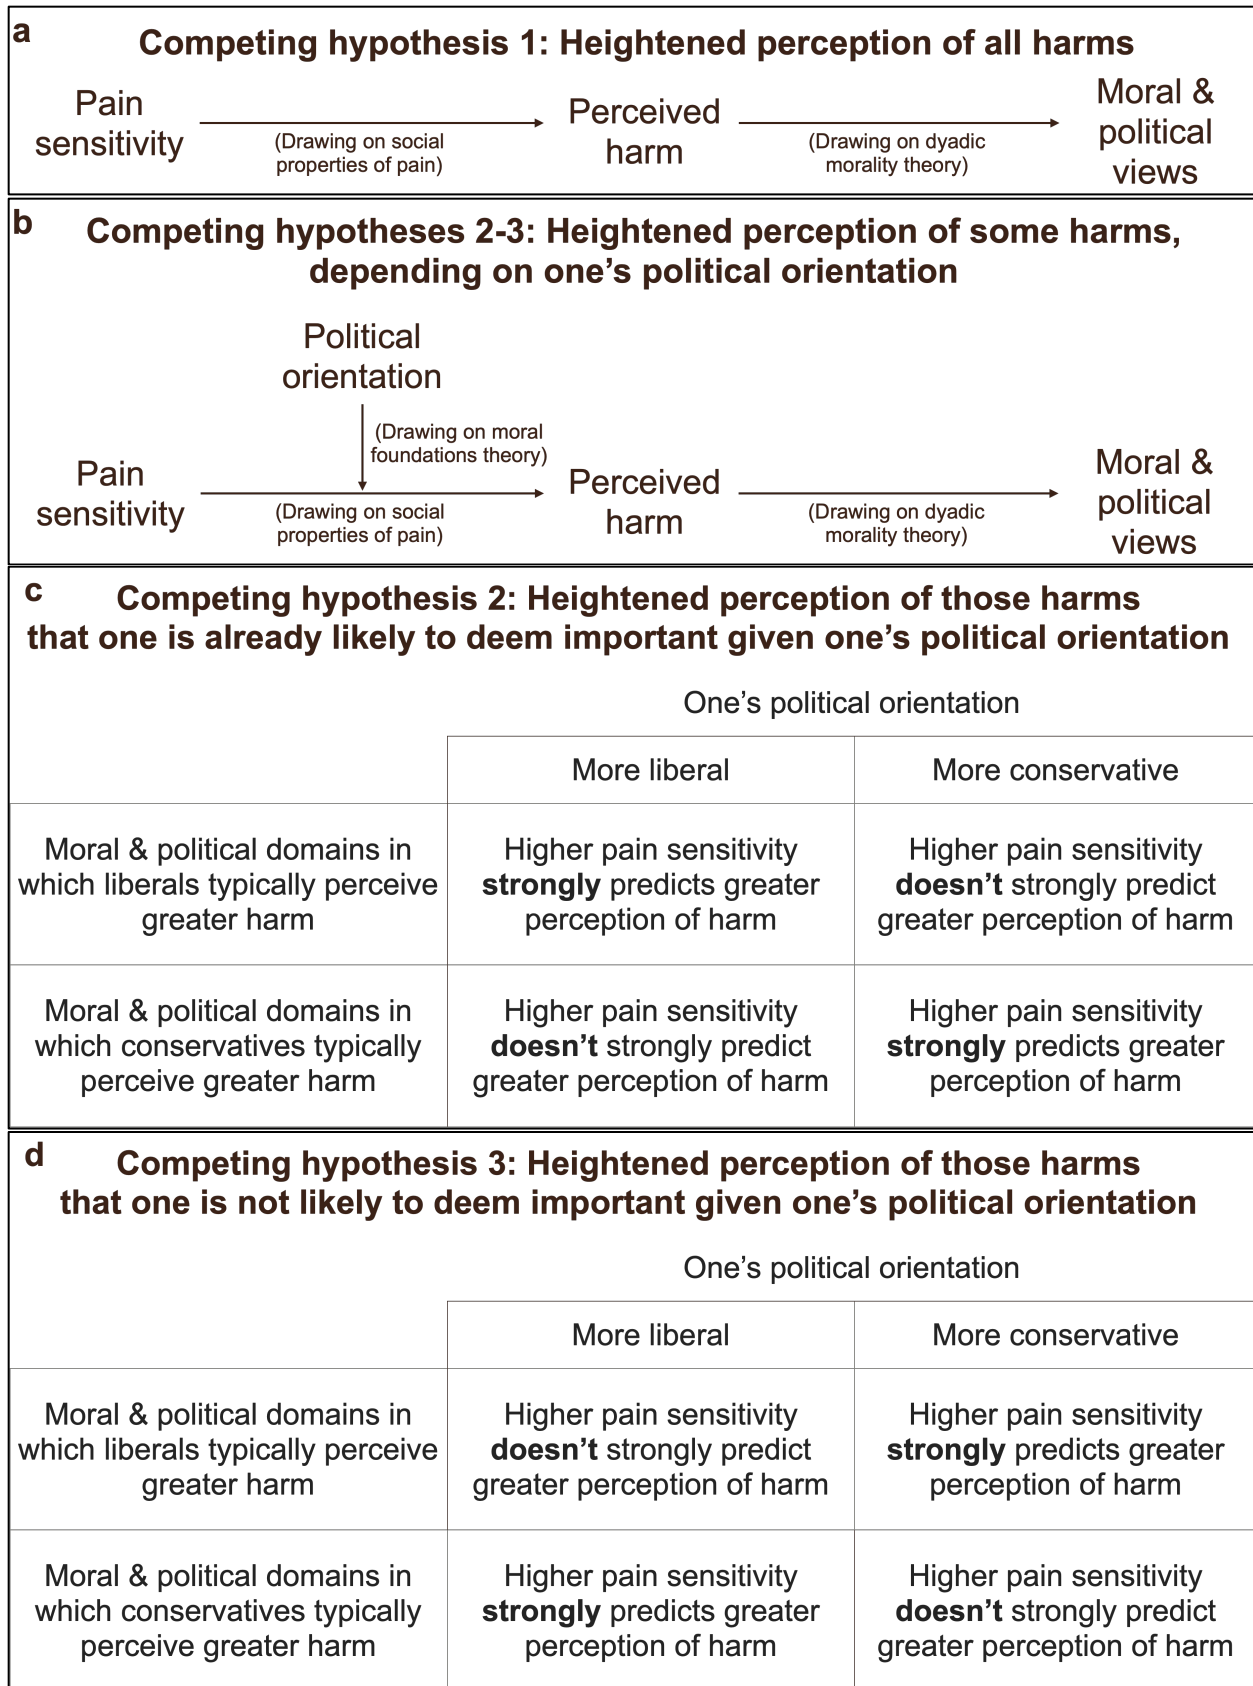 a
Competing hypothesis 1: Heightened perception of all harms
Pain
sensitivity
(Drawing on social
properties of pain)
Perceived
harm
(Drawing on dyadic
morality theory)
Moral &
political
views
b
Competing hypotheses 2-3: Heightened perception of some harms,
depending on one’s political orientation
Political
orientation
(Drawing on moral
foundations theory)
Pain
sensitivity
(Drawing on social
properties of pain)
Perceived
harm
(Drawing on dyadic
morality theory)
Moral &
political
views
c
Competing hypothesis 2: Heightened perception of those harms
that one is already likely to deem important given one’s political orientation
One’s political orientation
More liberal
More conservative
Moral & political domains in
which liberals typically perceive
greater harm
Higher pain sensitivity
strongly predicts greater
perception of harm
Higher pain sensitivity
doesn’t strongly predict
greater perception of harm
Moral & political domains in
which conservatives typically
perceive greater harm
Higher pain sensitivity
doesn’t strongly predict
greater perception of harm
Higher pain sensitivity
strongly predicts greater
perception of harm
d
Competing hypothesis 3: Heightened perception of those harms
that one is not likely to deem important given one’s political orientation
One’s political orientation
More liberal
More conservative
Moral & political domains in
which liberals typically perceive
greater harm
Higher pain sensitivity
doesn’t strongly predict
greater perception of harm
Higher pain sensitivity
strongly predicts greater
perception of harm
Moral & political domains in
which conservatives typically
perceive greater harm
Higher pain sensitivity
strongly predicts greater
perception of harm
Higher pain sensitivity
doesn’t strongly predict
greater perception of harm